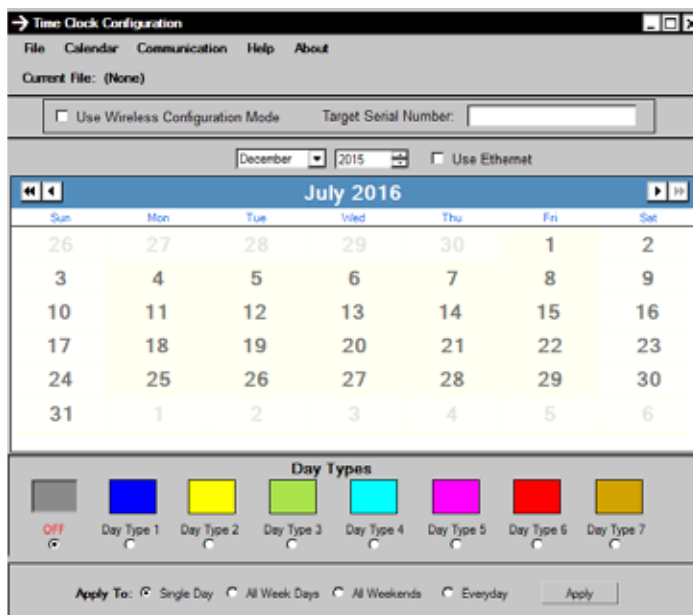 Time Clock Configuration
File Calendar Communication Help About
Current File: (None)
Use Wireless Configuration Mode Target Serial Number:
December 2015 Use Ethernet
July 2016
Sun Mon Tue Wed Thu Fri Sat
26 27 28 29 30 1 2
3 4 5 6 7 8 9
10 11 12 13 14 15 16
17 18 19 20 21 22 23
24 25 26 27 28 29 30
31 1 2 3 4 5 6
Day Types
OFF Day Type 1 Day Type 2 Day Type 3 Day Type 4 Day Type 5 Day Type 6 Day Type 7
Apply To: Single Day All Week Days All Weekends Everyday Apply